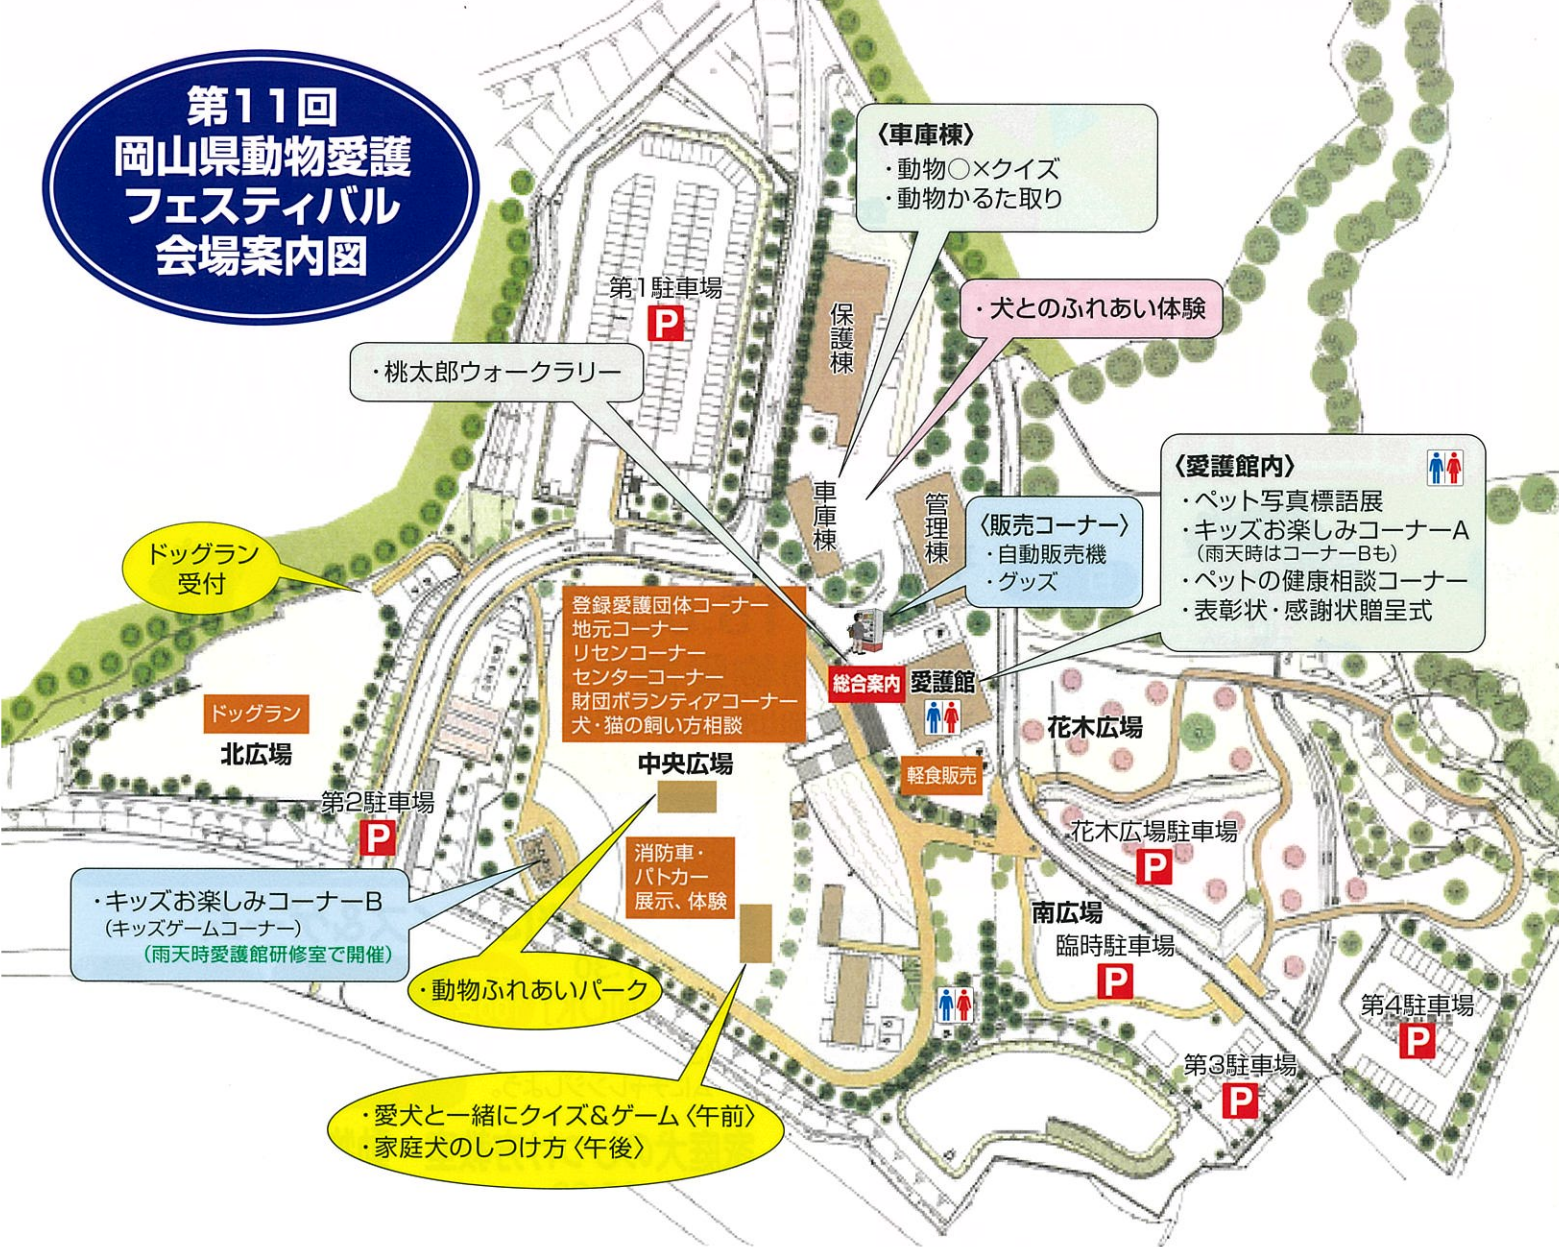 第11回
岡山県動物愛護
フェスティバル
会場案内図
〈車庫棟〉
・動物○×クイズ
・動物かるた取り
・犬とのふれあい体験
第1駐車場
P
保護棟
・桃太郎ウォークラリー
〈愛護館内〉
・ペット写真標語展
・キッズお楽しみコーナーA
(雨天時はコーナーBも)
・ペットの健康相談コーナー
・表彰状・感謝状贈呈式
車庫棟
管理棟
〈販売コーナー〉
・自動販売機
・グッズ
ドッグラン
受付
登録愛護団体コーナー
地元コーナー
リセンコーナー
センターコーナー
財団ボランティアコーナー
犬・猫の飼い方相談
総合案内
愛護館
ドッグラン
北広場
中央広場
花木広場
軽食販売
第2駐車場
P
花木広場駐車場
P
消防車・
パトカー
展示、体験
・キッズお楽しみコーナーB
(キッズゲームコーナー)
(雨天時愛護館研修室で開催)
南広場
臨時駐車場
P
・動物ふれあいパーク
第4駐車場
P
第3駐車場
P
・愛犬と一緒にクイズ&ゲーム〈午前〉
・家庭犬のしつけ方〈午後〉